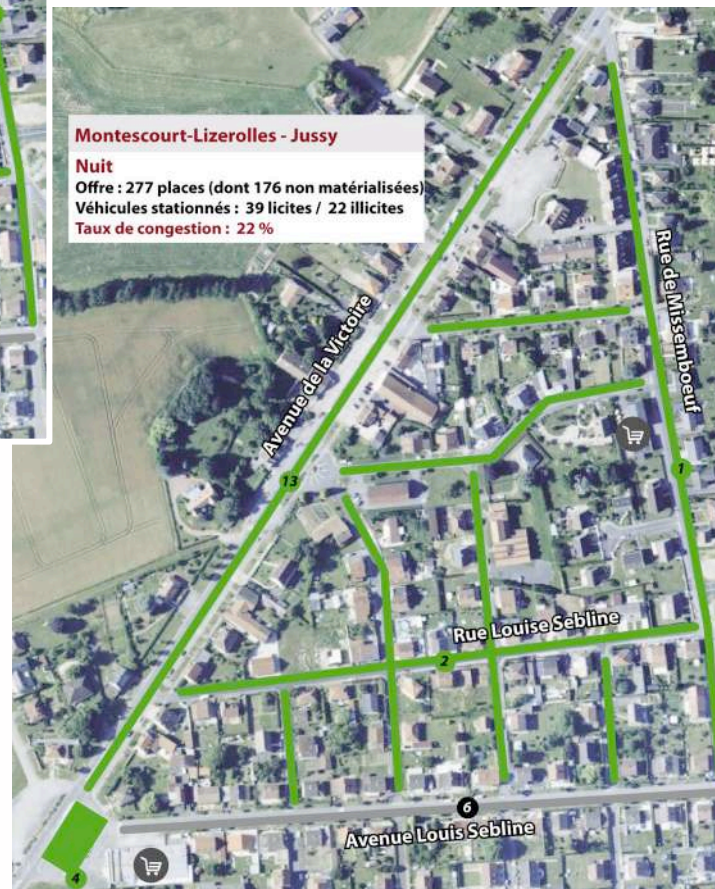 Montescourt-Lizerolles - Jussy
Nuit
Offre : 277 places (dont 176 non matérialisées)
Véhicules stationnés : 39 licites / 22 illicites
Taux de congestion : 22 %
Rue de Missemboeuf
Avenue de la Victoire
13
1
Rue Louise Sebline
2
6
Avenue Louis Sebline
4